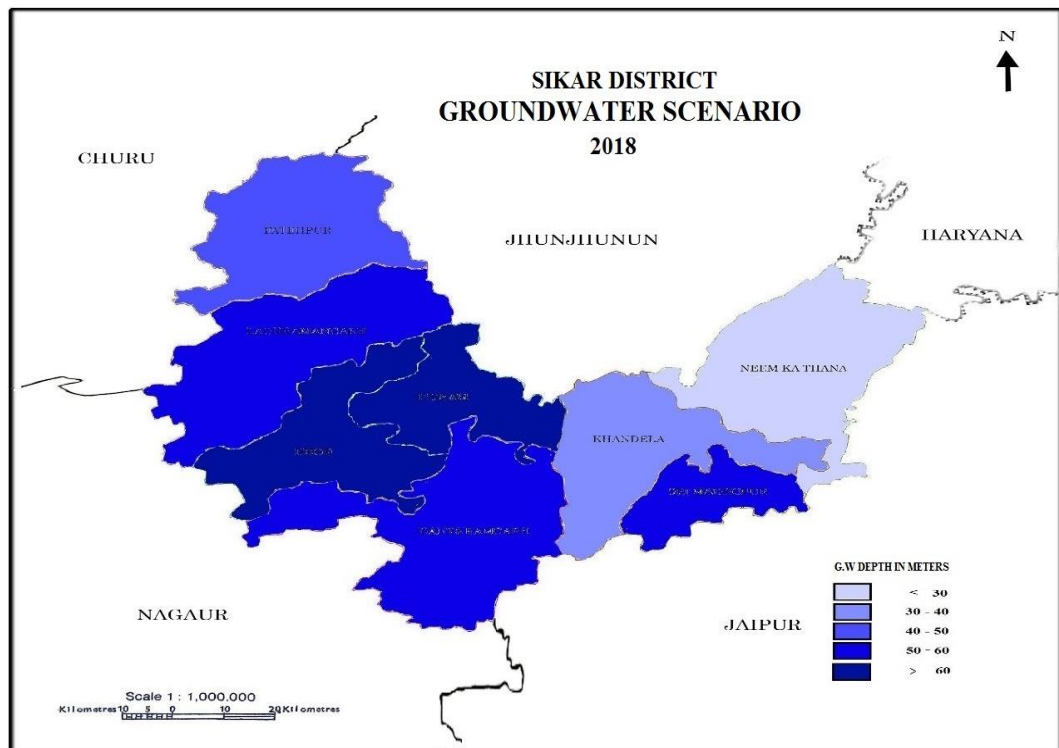 N
SIKAR DISTRICT
GROUNDWATER SCENARIO
2018
CHURU
HARYANA
JHUNJHUNUN
FATEHPUR
NEEM KA THANA
KHANDELA
NAGAUR
JAIPUR
G.W DEPTH IN METERS
< 30
30 - 40
40 - 50
50 - 60
> 60
Scale 1 : 1,000,000
Kilometres 10 5 0 10 20 Kilometres